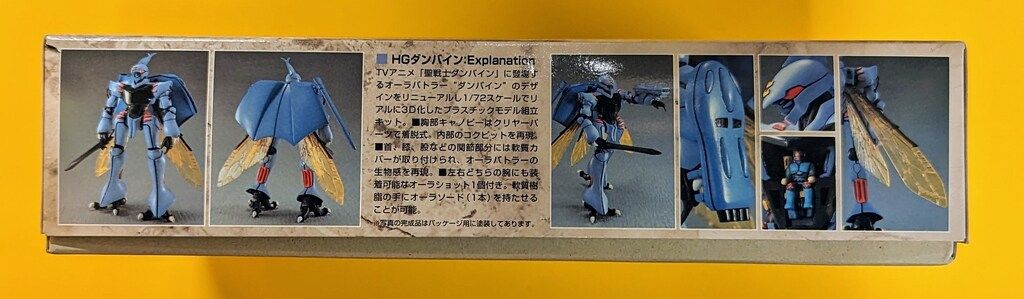 ■ HGダンバイン:Explanation
TVアニメ「聖戦士ダンバイン」に登場す
るオーラバトラー“ダンバイン”のデザ
インをリニューアルし1/72スケールでリ
アルに3D化したプラスチックモデル組立
キット。■胸部キャノピーはクリヤーパ
ーツで着脱式。内部のコクピットを再現。
■首、膝、股などの関節部分には軟質カ
バーが取り付けられ、オーラバトラーの
生物感を再現。■左右どちらの腕にも装
着可能なオーラショット1個付き。軟質樹
脂の手にオーラソード(1本)を持たせる
ことが可能。
※写真の完成品はパッケージ用に塗装してあります。